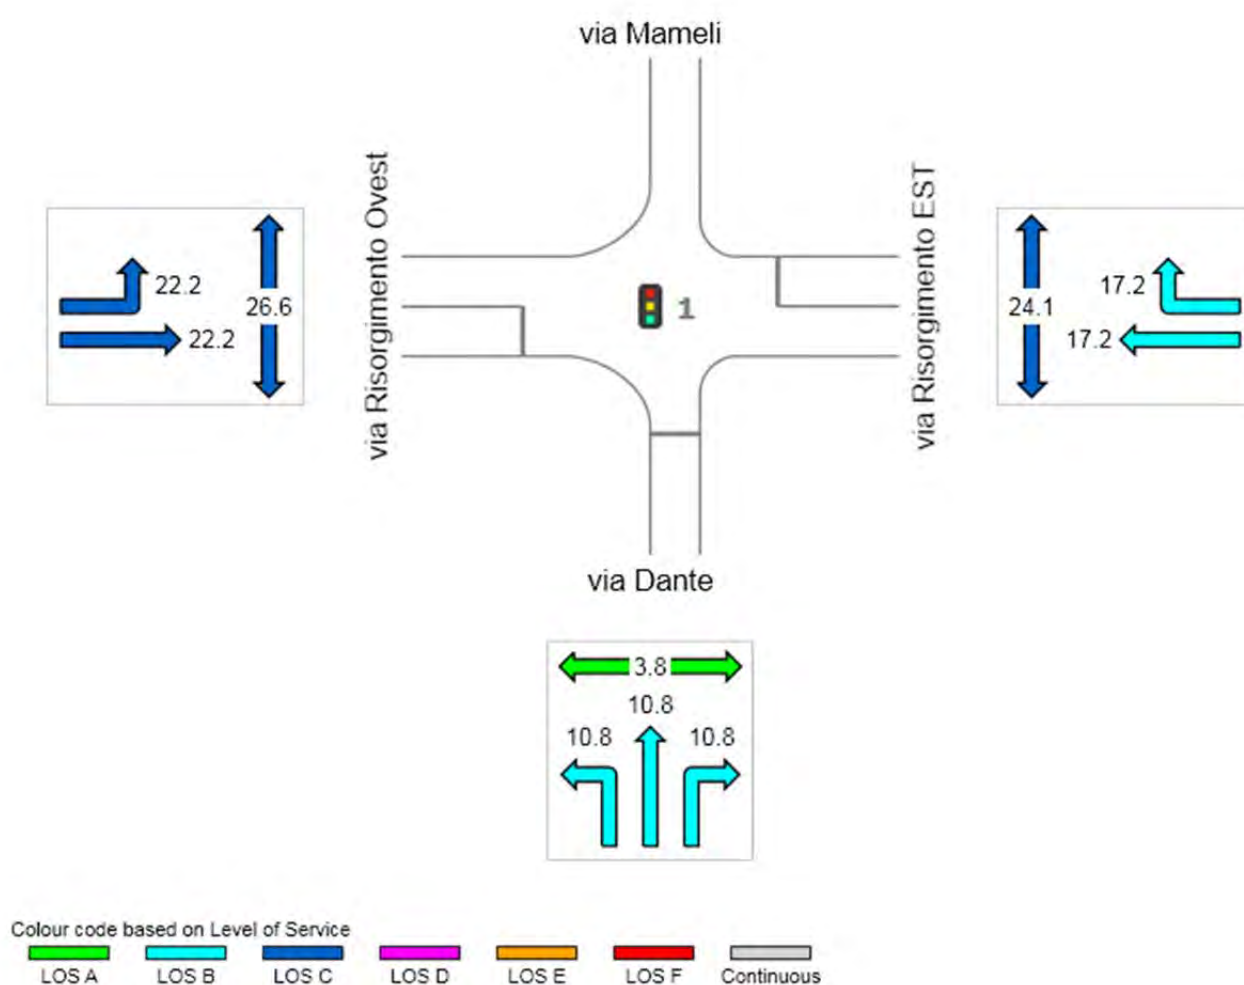 via Mameli
via Risorgimento Ovest
via Risorgimento EST
22.2
26.6
22.2
1
24.1
17.2
17.2
via Dante
3.8
10.8
10.8
10.8
Colour code based on Level of Service
LOS A LOS B LOS C LOS D LOS E LOS F Continuous